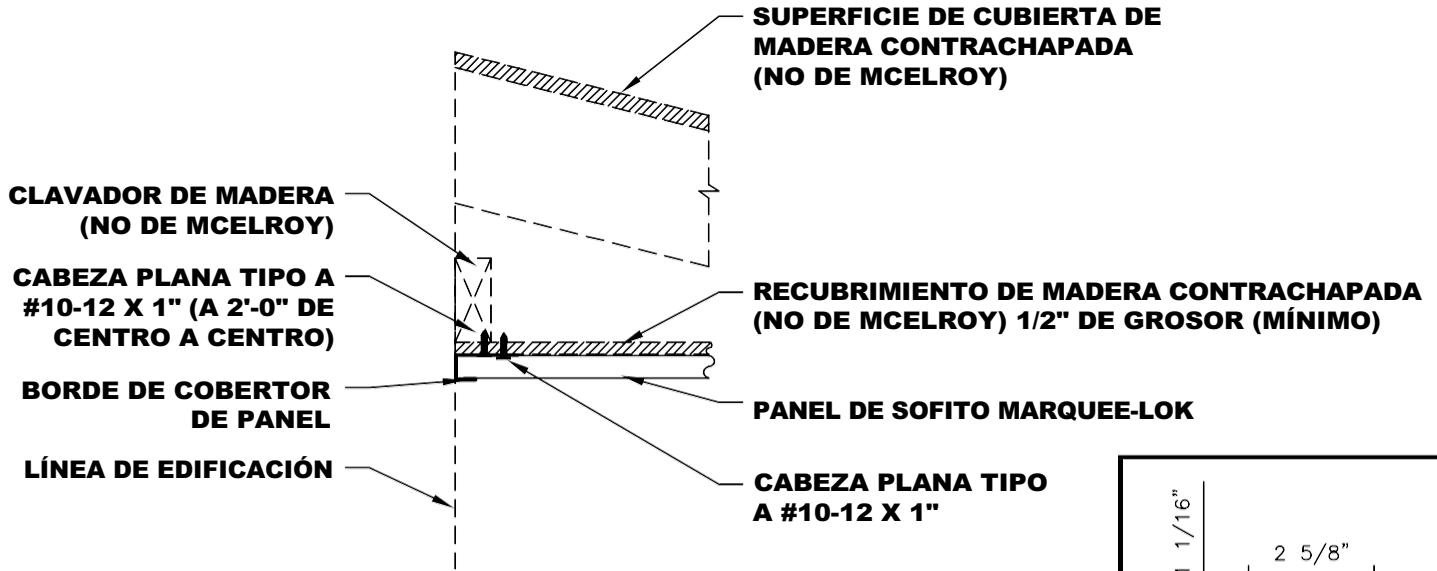 SUPERFICIE DE CUBIERTA DE
MADERA CONTRACHAPADA
(NO DE MCELROY)
CLAVADOR DE MADERA
(NO DE MCELROY)
CABEZA PLANA TIPO A
#10-12 X 1" (A 2'-0" DE
CENTRO A CENTRO)
RECUBRIMIENTO DE MADERA CONTRACHAPADA
(NO DE MCELROY) 1/2" DE GROSOR (MÍNIMO)
BORDE DE COBERTOR
DE PANEL
PANEL DE SOFITO MARQUEE-LOK
LÍNEA DE EDIFICACIÓN
CABEZA PLANA TIPO
A #10-12 X 1"
1/16"
2 5/8"